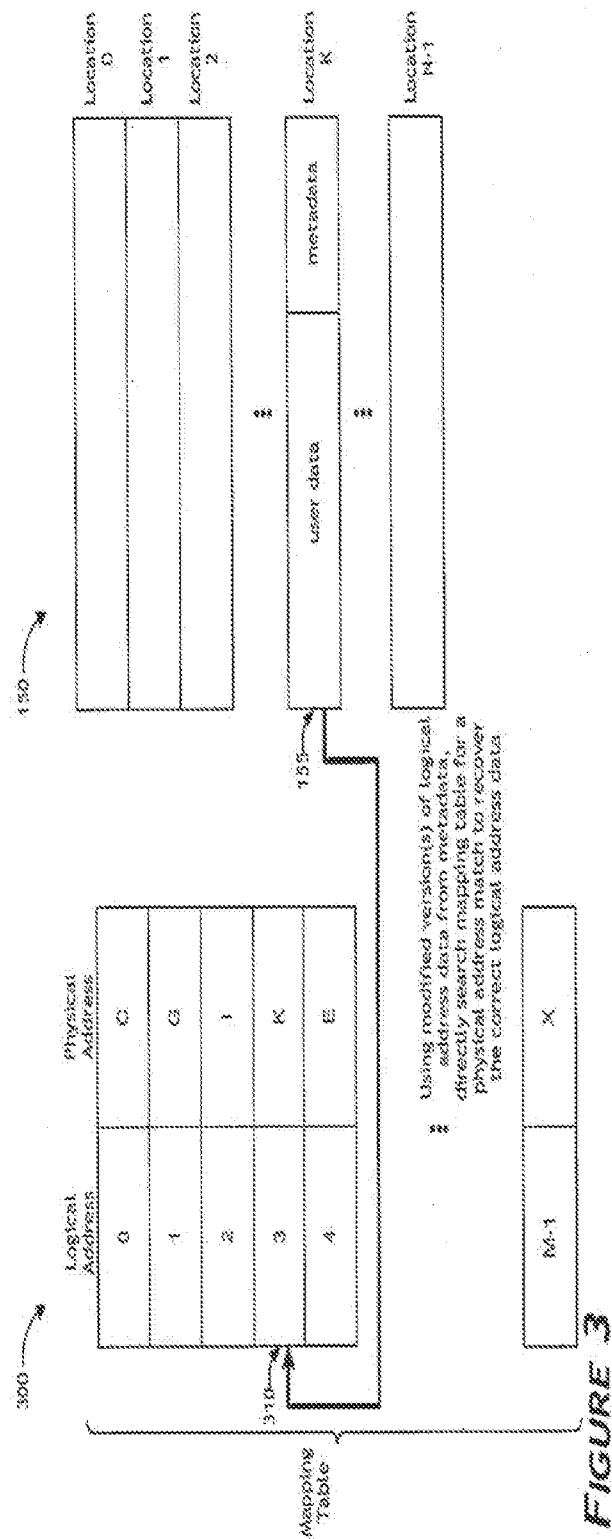 300
150
Logical
Address
Physical
Address
0
C
1
G
2
3
K
4
E
M-1
X
310
Mapping
Table
155
Using modified version(s) of logical
address data from metadata,
directly search mapping table for a
physical address match to recover
the correct logical address data
Location
0
Location
1
Location
2
user data
metadata
Location
K
Location
N-1
FIGURE 3